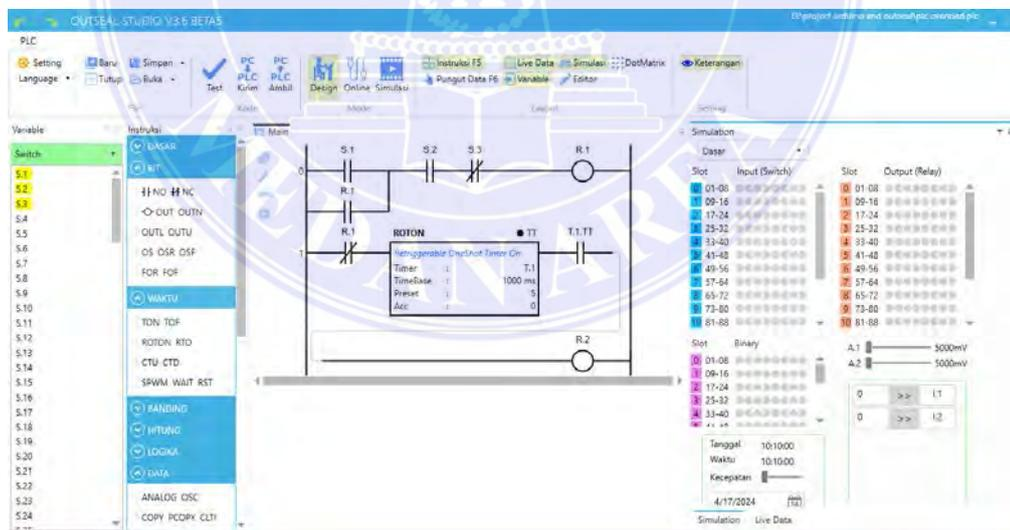 OUTSEAL STUDIO V3.6 BETA5
PLC
Setting
Language
Baru
Tutup
Simpan
Buka
Test
PC
PLC
Kirim
PC
PLC
Ambil
Design
Online
Simulasi
Instruksi F5
Pungut Data F6
Live Data
Variable
Simulasi
Editor
DotMatrix
Keterangan
Kode
Mode
Layout
Setting
Variable
Switch
S.1
S.2
S.3
S.4
S.5
S.6
S.7
S.8
S.9
S.10
S.11
S.12
S.13
S.14
S.15
S.16
S.17
S.18
S.19
S.20
S.21
S.22
S.23
S.24
Instruksi
DASAR
BIT
NO NC
OUT OUTN
OUTL OUTU
OS OSR OSF
FOR FOF
WAKTU
TON TOF
ROTON RTO
CTU CTD
SPWM WAIT RST
BANDING
HITUNG
LOGIKA
DATA
ANALOG OSC
Main
0
S.1
S.2
S.3
R.1
R.1
1
R.1
ROTON
TT
T.1.TT
Retriggerable OneShot Timer On
Timer : T.1
TimeBase : 1000 ms
Preset : 5
Acc : 0
R.2
MEDAN AREA
Simulation
Dasar
Slot Input (Switch)
0 01-08
1 09-16
2 17-24
3 25-32
4 33-40
5 41-48
6 49-56
7 57-64
8 65-72
9 73-80
10 81-88
Slot Output (Relay)
0 01-08
1 09-16
2 17-24
3 25-32
4 33-40
5 41-48
6 49-56
7 57-64
8 65-72
9 73-80
10 81-88
Slot Binary
0 01-08
1 09-16
2 17-24
3 25-32
4 33-40
A.1 5000mV
A.2 5000mV
0 >> I.1
0 >> I.2
Tanggal 10:10:00
Waktu 10:10:00
Kecepatan
4/17/2024
Simulation Live Data